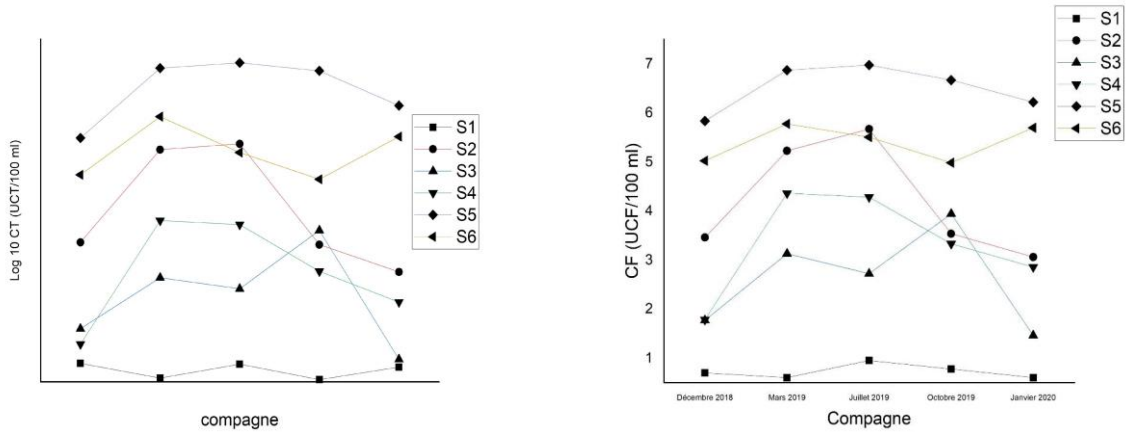 Log 10 CT (UCT/100 ml)
S1
S2
S3
S4
S5
S6
compagne
CF (UCF/100 ml)
7
6
5
4
3
2
1
Décembre 2018
Mars 2019
Juillet 2019
Octobre 2019
Janvier 2020
Compagne
S1
S2
S3
S4
S5
S6